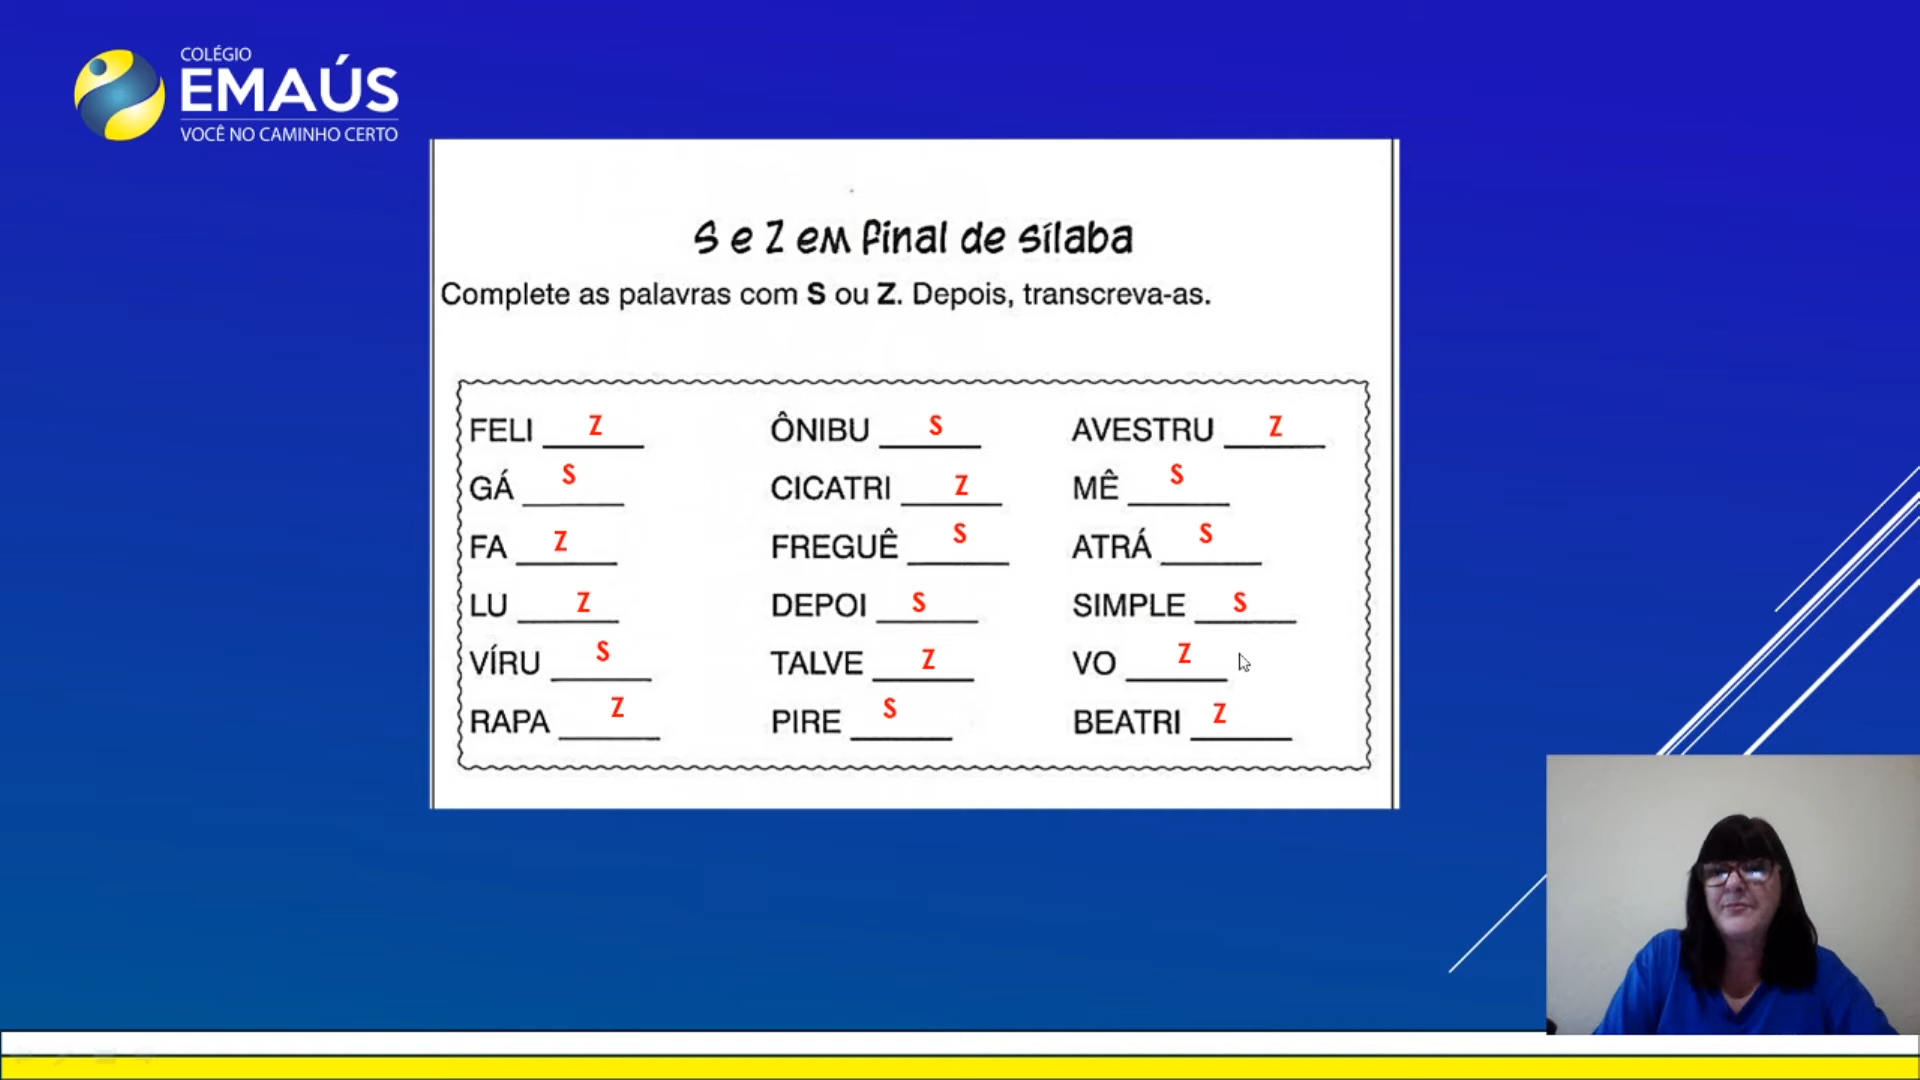 COLÉGIO
EMAÚS
VOCÊ NO CAMINHO CERTO
S e Z em final de sílaba
Complete as palavras com S ou Z. Depois, transcreva-as.
FELI Z ÔNIBU S AVESTRU Z
GÁ S CICATRI Z MÊ S
FA Z FREGUÊ S ATRÁ S
LU Z DEPOI S SIMPLE S
VÍRU S TALVE Z VO Z
RAPA Z PIRE S BEATRI Z